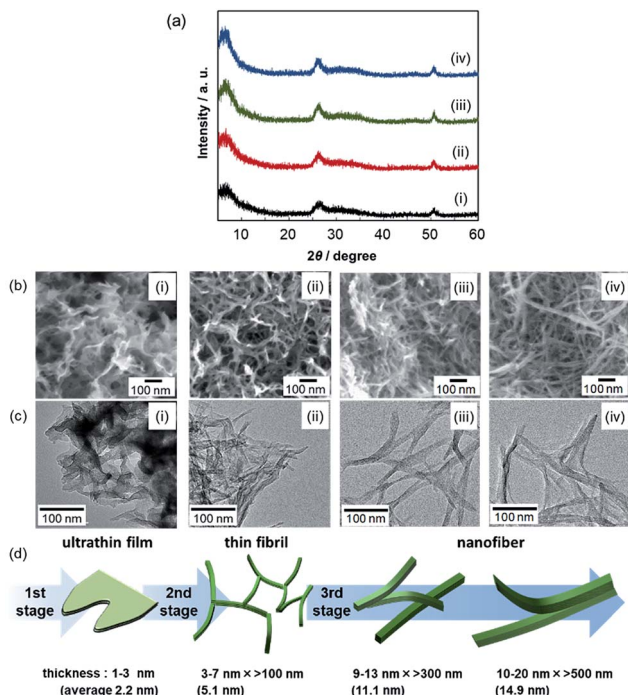 (a)
Intensity / a. u.
(iv)
(iii)
(ii)
(i)
10 20 30 40 50 60
2θ / degree
(b) (i) (ii) (iii) (iv)
100 nm 100 nm 100 nm 100 nm
(c) (i) (ii) (iii) (iv)
100 nm 100 nm 100 nm 100 nm
ultrathin film thin fibril nanofiber
(d)
1st stage 2nd stage 3rd stage
thickness : 1-3 nm 3-7 nm × >100 nm 9-13 nm × >300 nm 10-20 nm × >500 nm
(average 2.2 nm) (5.1 nm) (11.1 nm) (14.9 nm)